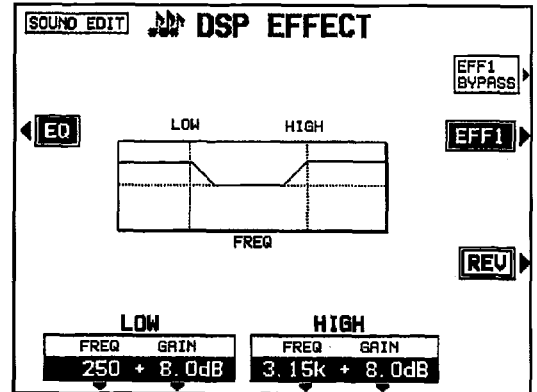 SOUND EDIT DSP EFFECT
EFF1
BYPASS
EQ
LOW HIGH
EFF1
FREQ
REV
LOW HIGH
FREQ GAIN FREQ GAIN
250 + 8.0dB 3.15k + 8.0dB